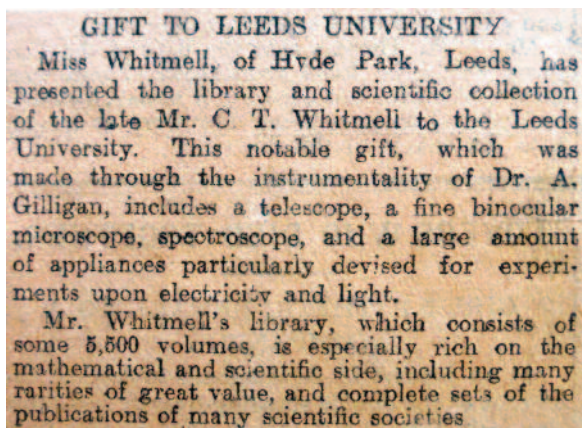 GIFT TO LEEDS UNIVERSITY
Miss Whitmell, of Hyde Park, Leeds, has
presented the library and scientific collection
of the late Mr. C T. Whitmell to the Leeds
University. This notable gift, which was
made through the instrumentality of Dr. A.
Gilligan, includes a telescope, a fine binocular
microscope, spectroscope, and a large amount
of appliances particularly devised for experi-
ments upon electricity and light.
Mr. Whitmell's library, which consists of
some 5,500 volumes, is especially rich on the
mathematical and scientific side, including many
rarities of great value, and complete sets of the
publications of many scientific societies